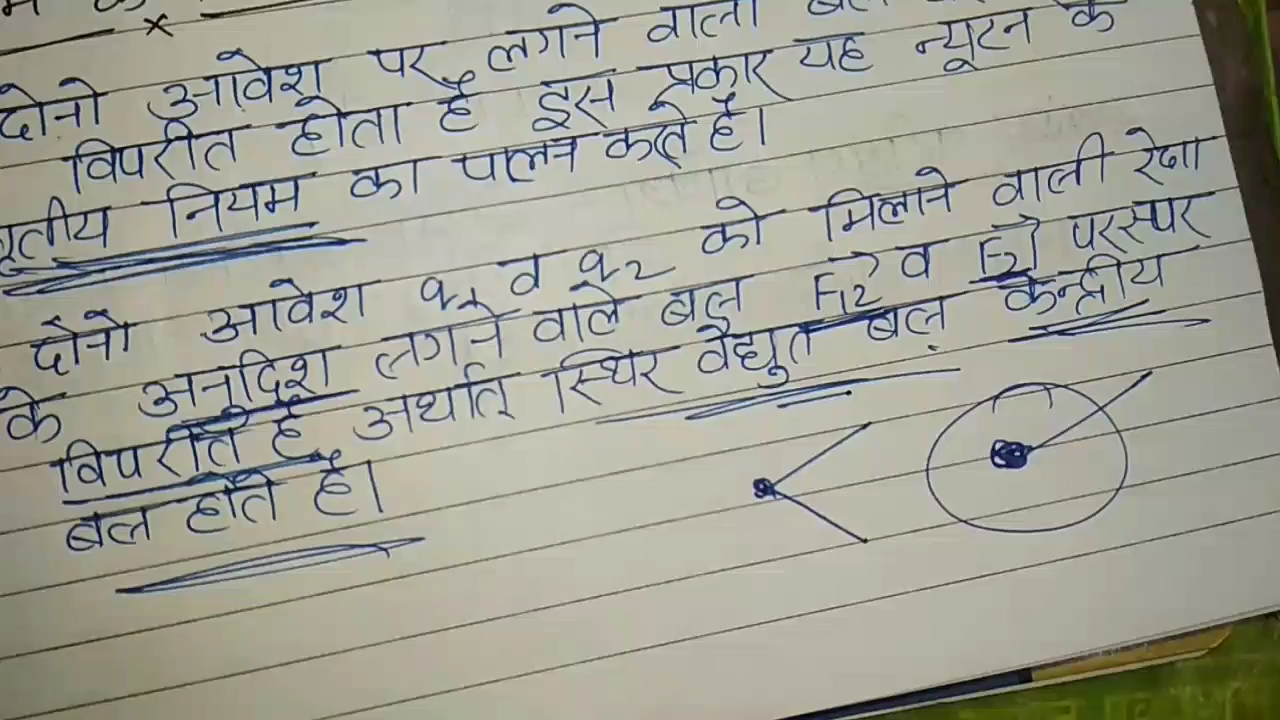 दोनो आवेश पर लगने वाला
विपरीत होता है इस प्रकार यह न्यूटन के
तृतीय नियम का पालन करते है।
दोनो आवेश q₁ व q₂ को मिलाने वाली रेखा
के अनुदिश लगने वाले बल F₁₂ व F₂₁ परस्पर
विपरीत है अर्थात् स्थिर वैद्युत बल केन्द्रीय
बल होते है।